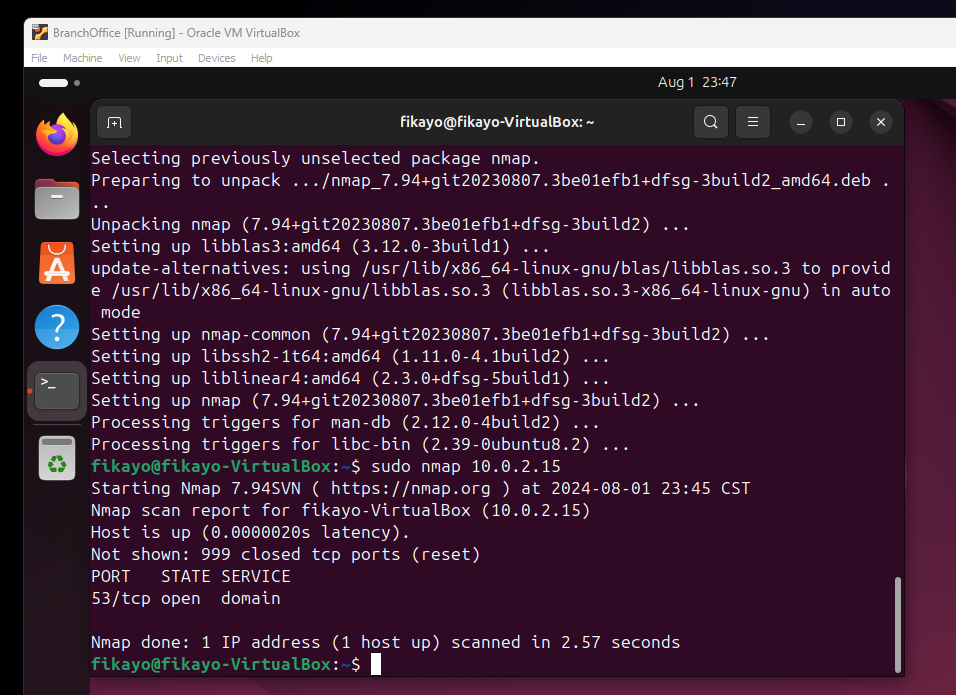 BranchOffice [Running] - Oracle VM VirtualBox
File Machine View Input Devices Help
Aug 1 23:47
fikayo@fikayo-VirtualBox: ~
Selecting previously unselected package nmap.
Preparing to unpack .../nmap_7.94+git20230807.3be01efb1+dfsg-3build2_amd64.deb .
..
Unpacking nmap (7.94+git20230807.3be01efb1+dfsg-3build2) ...
Setting up libblas3:amd64 (3.12.0-3build1) ...
update-alternatives: using /usr/lib/x86_64-linux-gnu/blas/libblas.so.3 to provid
e /usr/lib/x86_64-linux-gnu/libblas.so.3 (libblas.so.3-x86_64-linux-gnu) in auto
 mode
Setting up nmap-common (7.94+git20230807.3be01efb1+dfsg-3build2) ...
Setting up libssh2-1t64:amd64 (1.11.0-4.1build2) ...
Setting up liblinear4:amd64 (2.3.0+dfsg-5build1) ...
Setting up nmap (7.94+git20230807.3be01efb1+dfsg-3build2) ...
Processing triggers for man-db (2.12.0-4build2) ...
Processing triggers for libc-bin (2.39-0ubuntu8.2) ...
fikayo@fikayo-VirtualBox:~$ sudo nmap 10.0.2.15
Starting Nmap 7.94SVN ( https://nmap.org ) at 2024-08-01 23:45 CST
Nmap scan report for fikayo-VirtualBox (10.0.2.15)
Host is up (0.0000020s latency).
Not shown: 999 closed tcp ports (reset)
PORT   STATE SERVICE
53/tcp open  domain
Nmap done: 1 IP address (1 host up) scanned in 2.57 seconds
fikayo@fikayo-VirtualBox:~$